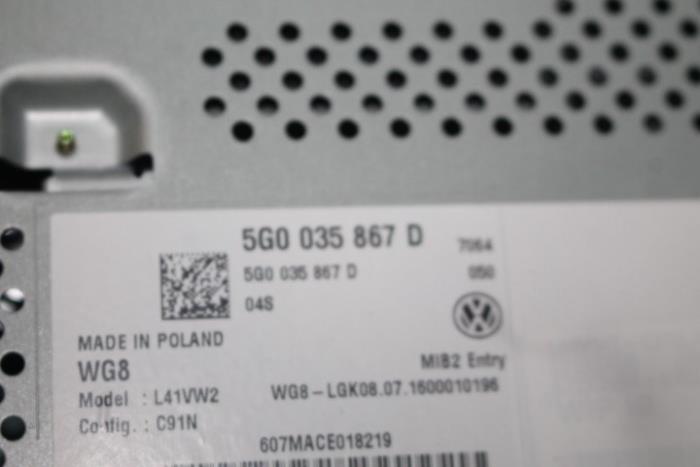 5G0 035 867 D 7064
5G0 035 867 D 050
04S
MADE IN POLAND
WG8 MIB2 Entry
Model : L41VW2 WG8-LGK08.07.1600010196
Config. : C91N
607MACE018219